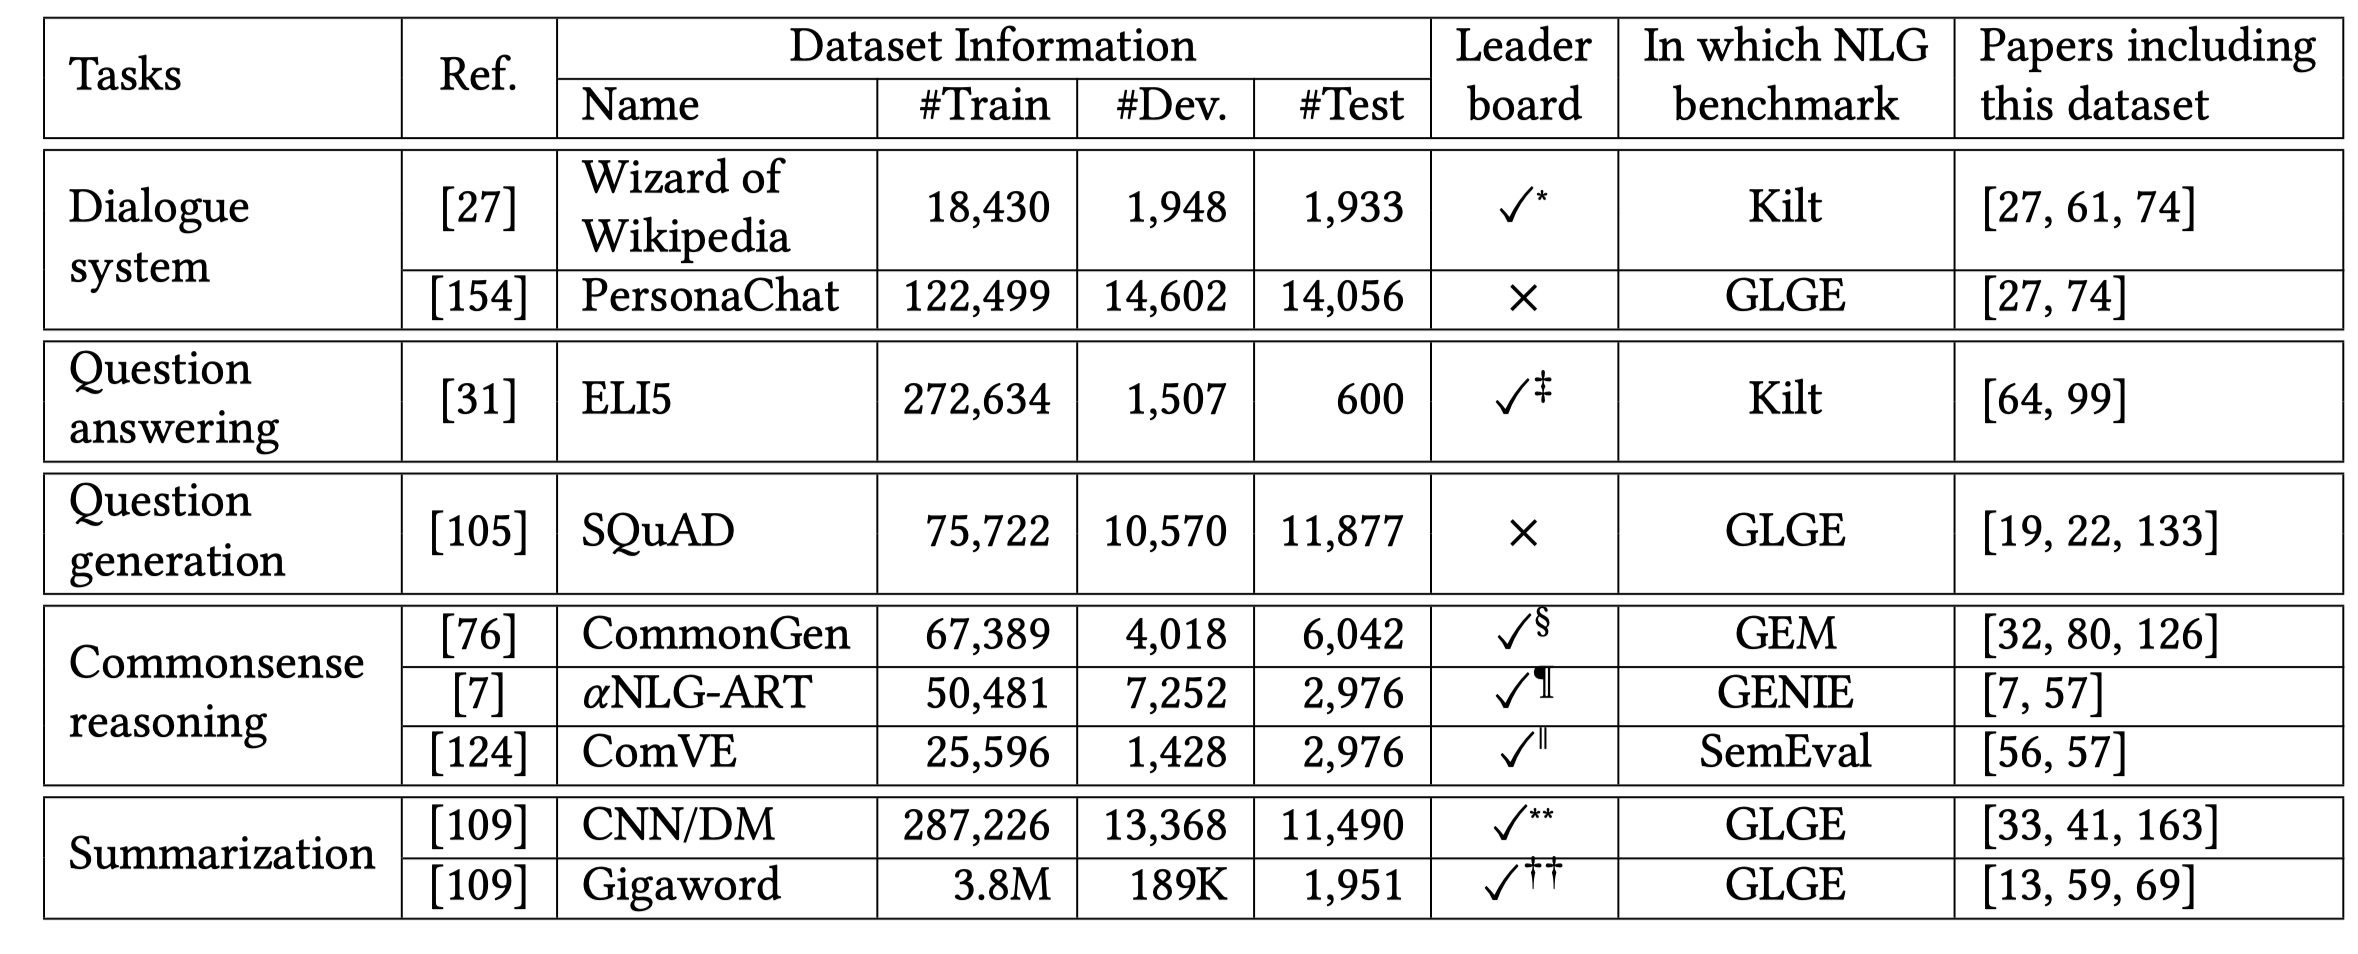 Tasks Ref. Dataset Information Leader board In which NLG benchmark Papers including this dataset
Name #Train #Dev. #Test
Dialogue system [27] Wizard of Wikipedia 18,430 1,948 1,933 ✓* Kilt [27, 61, 74]
[154] PersonaChat 122,499 14,602 14,056 × GLGE [27, 74]
Question answering [31] ELI5 272,634 1,507 600 ✓‡ Kilt [64, 99]
Question generation [105] SQuAD 75,722 10,570 11,877 × GLGE [19, 22, 133]
Commonsense reasoning [76] CommonGen 67,389 4,018 6,042 ✓§ GEM [32, 80, 126]
[7] αNLG-ART 50,481 7,252 2,976 ✓¶ GENIE [7, 57]
[124] ComVE 25,596 1,428 2,976 ✓‖ SemEval [56, 57]
Summarization [109] CNN/DM 287,226 13,368 11,490 ✓** GLGE [33, 41, 163]
[109] Gigaword 3.8M 189K 1,951 ✓†† GLGE [13, 59, 69]